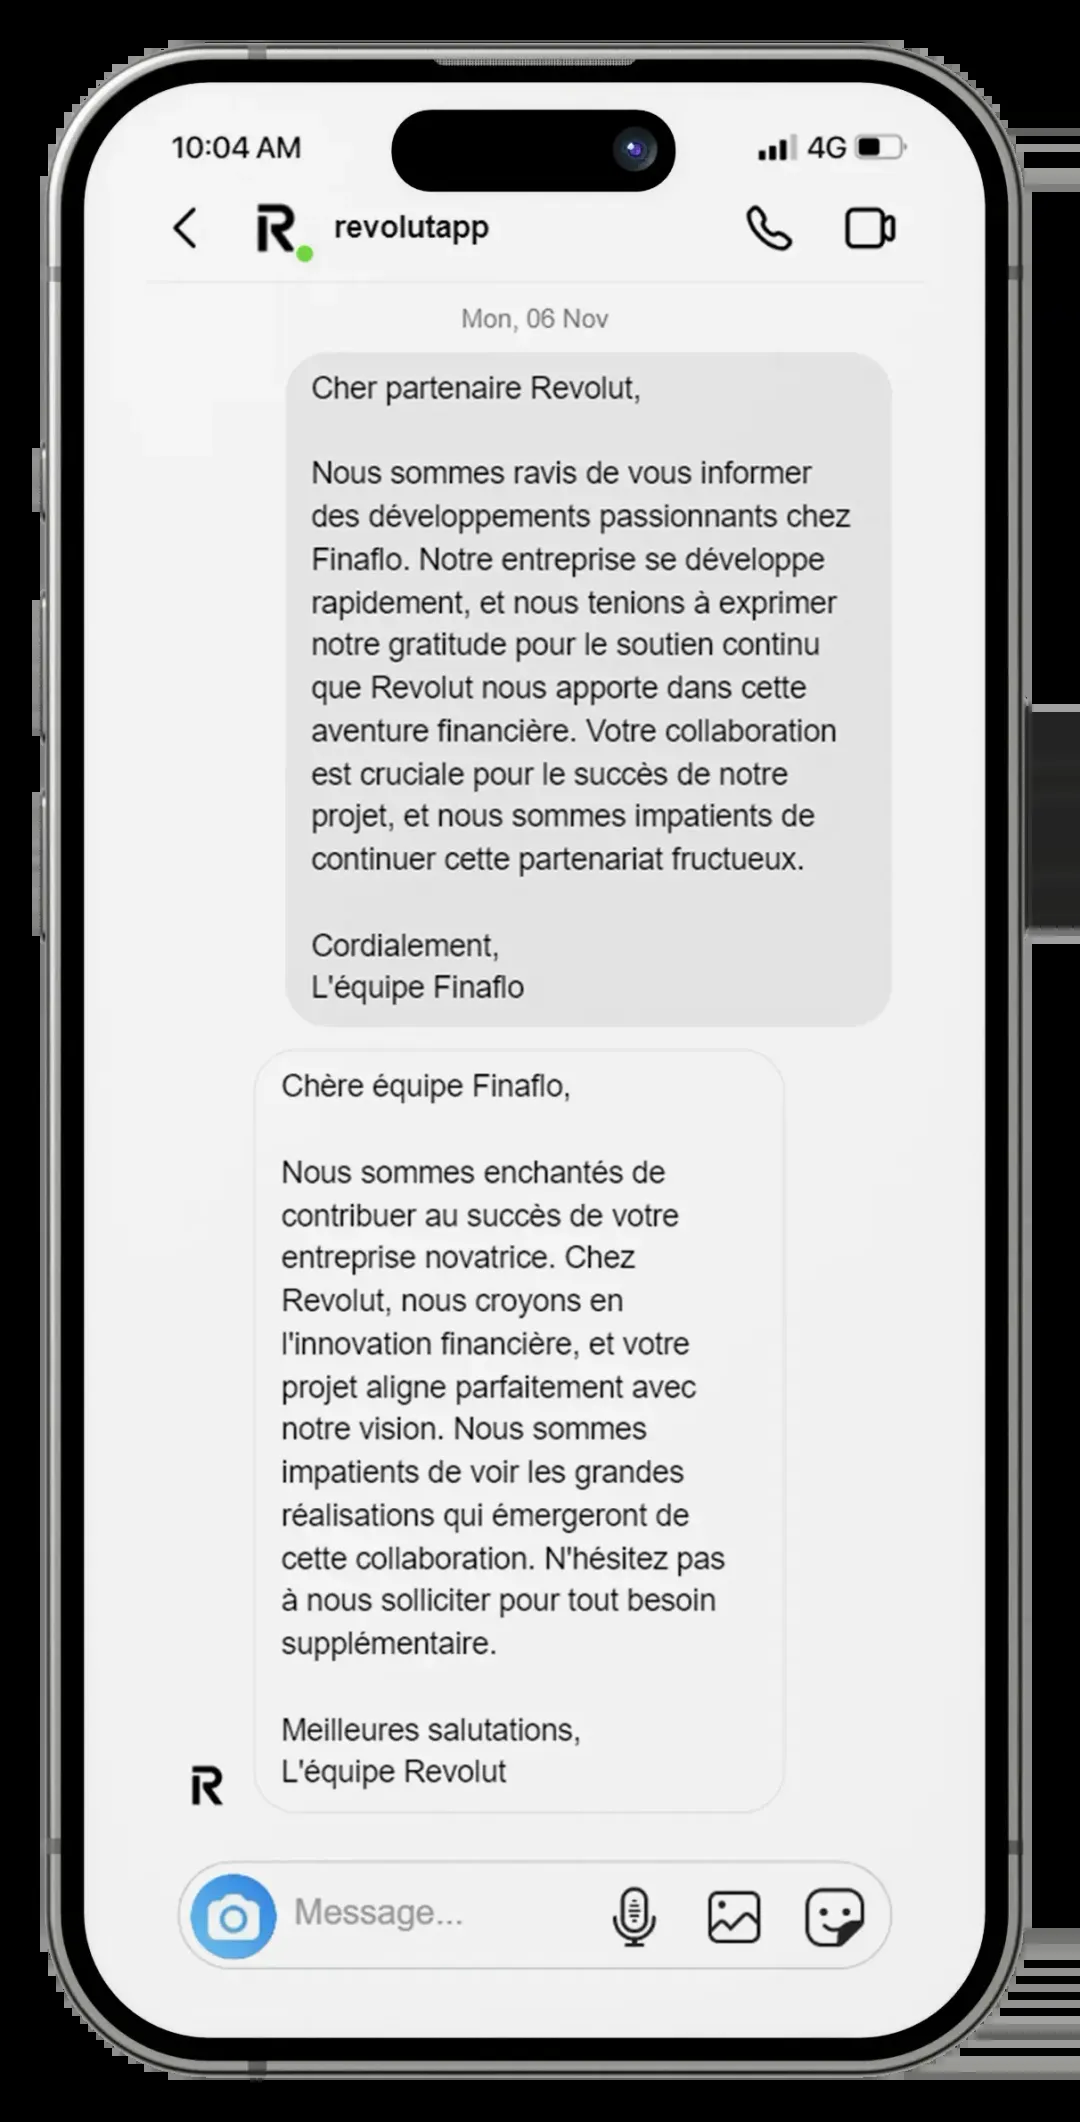 10:04 AM
4G
revolutapp
Mon, 06 Nov
Cher partenaire Revolut,
Nous sommes ravis de vous informer
des développements passionnants chez
Finaflo. Notre entreprise se développe
rapidement, et nous tenions à exprimer
notre gratitude pour le soutien continu
que Revolut nous apporte dans cette
aventure financière. Votre collaboration
est cruciale pour le succès de notre
projet, et nous sommes impatients de
continuer cette partenariat fructueux.
Cordialement,
L'équipe Finaflo
Chère équipe Finaflo,
Nous sommes enchantés de
contribuer au succès de votre
entreprise novatrice. Chez
Revolut, nous croyons en
l'innovation financière, et votre
projet aligne parfaitement avec
notre vision. Nous sommes
impatients de voir les grandes
réalisations qui émergeront de
cette collaboration. N'hésitez pas
à nous solliciter pour tout besoin
supplémentaire.
Meilleures salutations,
L'équipe Revolut
Message...